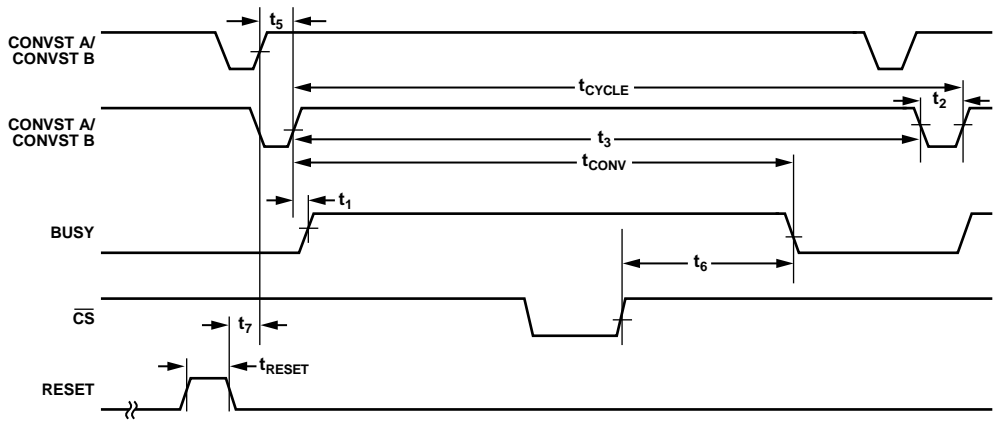 t5
CONVST A/
CONVST B
tCYCLE
t2
CONVST A/
CONVST B
t3
tCONV
t1
BUSY
t6
CS
t7
tRESET
RESET